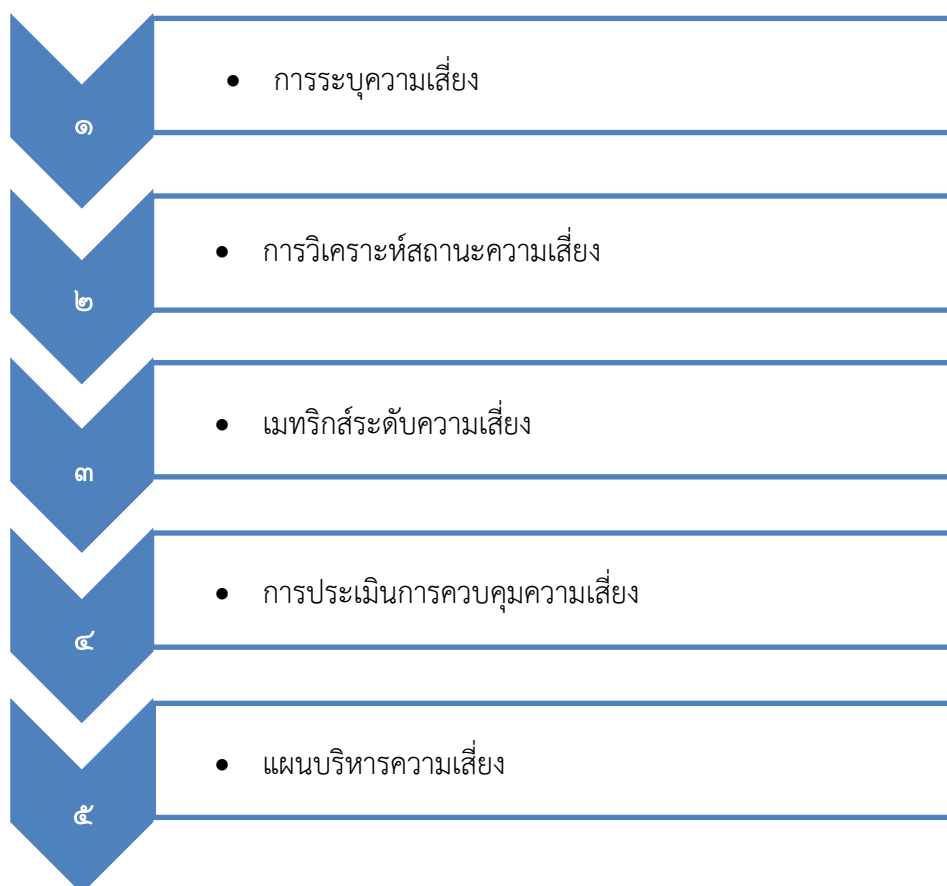 ๑
• การระบุความเสี่ยง
๒
• การวิเคราะห์สถานะความเสี่ยง
๓
• เมทริกส์ระดับความเสี่ยง
๔
• การประเมินการควบคุมความเสี่ยง
๕
• แผนบริหารความเสี่ยง